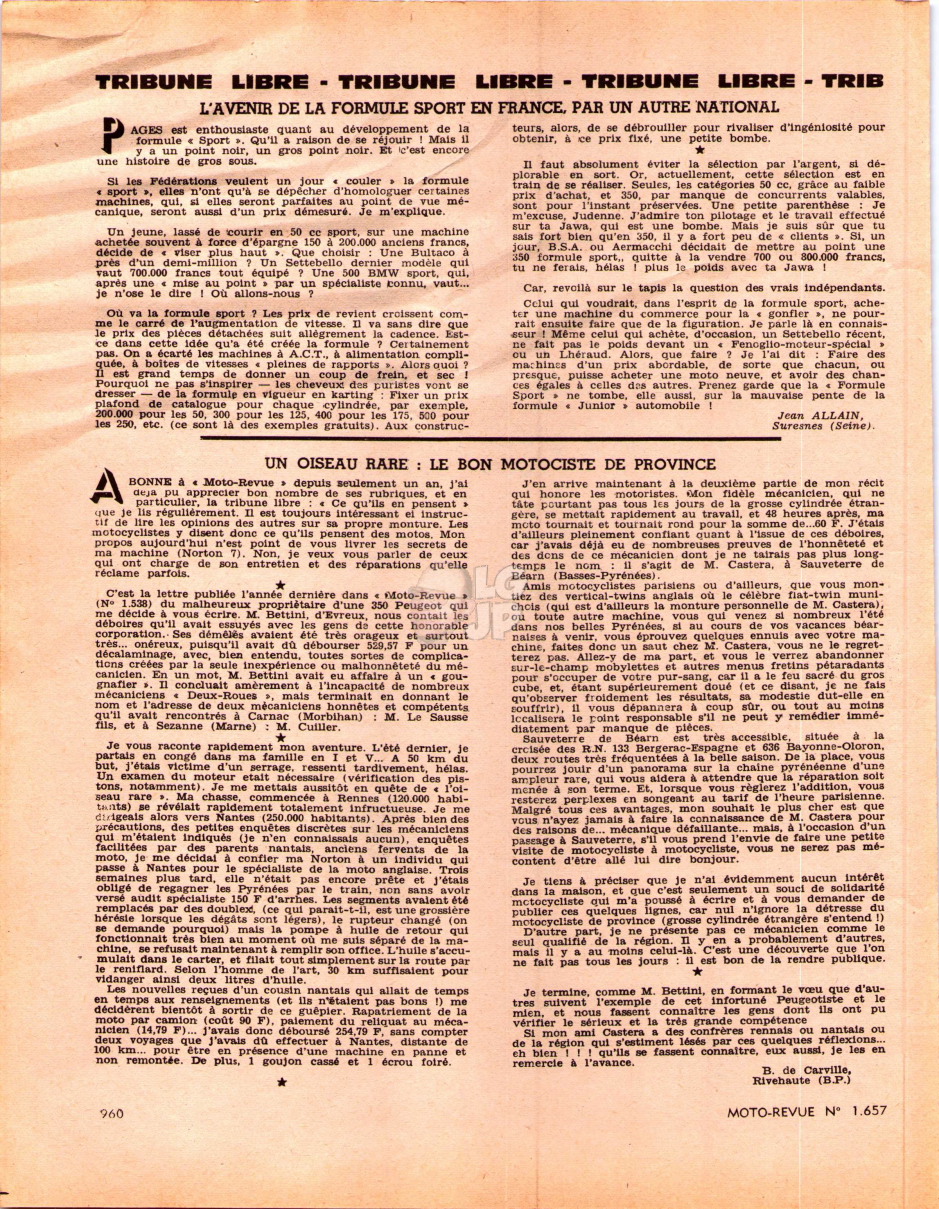 TRIBUNE LIBRE - TRIBUNE LIBRE - TRIBUNE LIBRE - TRIB
L'AVENIR DE LA FORMULE SPORT EN FRANCE, PAR UN AUTRE NATIONAL
PAGES est enthousiaste quant au développement de la
formule « Sport ». Qu'il a raison de se réjouir ! Mais il
y a un point noir, un gros point noir. Et c'est encore
une histoire de gros sous.
Si les Fédérations veulent un jour « couler » la formule
« sport », elles n'ont qu'à se dépêcher d'homologuer certaines
machines, qui, si elles seront parfaites au point de vue mé-
canique, seront aussi d'un prix démesuré. Je m'explique.
Un jeune, lassé de courir en 50 cc sport, sur une machine
achetée souvent à force d'épargne 150 à 200.000 anciens francs,
décide de « viser plus haut ». Que choisir : Une Bultaco à
près d'un demi-million ? Un Settebello dernier modèle qui
vaut 700.000 francs tout équipé ? Une 500 BMW sport, qui,
après une « mise au point » par un spécialiste connu, vaut...
je n'ose le dire ! Où allons-nous ?
Où va la formule sport ? Les prix de revient croissent com-
me le carré de l'augmentation de vitesse. Il va sans dire que
le prix des pièces détachées suit allègrement la cadence. Est-
ce dans cette idée qu'a été créée la formule ? Certainement
pas. On a écarté les machines à A.C.T., à alimentation compli-
quée, à boîtes de vitesses « pleines de rapports ». Alors quoi ?
Il est grand temps de donner un coup de frein, et sec !
Pourquoi ne pas s'inspirer — les cheveux des puristes vont se
dresser — de la formule en vigueur en karting : Fixer un prix
plafond de catalogue pour chaque cylindrée, par exemple,
200.000 pour les 50, 300 pour les 125, 400 pour les 175, 500 pour
les 250, etc. (ce sont là des exemples gratuits). Aux construc-
teurs, alors, de se débrouiller pour rivaliser d'ingéniosité pour
obtenir, à ce prix fixé, une petite bombe.
★
Il faut absolument éviter la sélection par l'argent, si dé-
plorable en sort. Or, actuellement, cette sélection est en
train de se réaliser. Seules, les catégories 50 cc, grâce au faible
prix d'achat, et 350, par manque de concurrents valables,
sont pour l'instant préservées. Une petite parenthèse : Je
m'excuse, Judenne. J'admire ton pilotage et le travail effectué
sur ta Jawa, qui est une bombe. Mais je suis sûr que tu
sais fort bien qu'en 350, il y a fort peu de « clients ». Si, un
jour, B.S.A. ou Aermacchi décidait de mettre au point une
350 formule sport,, quitte à la vendre 700 ou 800.000 francs,
tu ne ferais, hélas ! plus le poids avec ta Jawa !
Car, revoilà sur le tapis la question des vrais indépendants.
Celui qui voudrait, dans l'esprit de la formule sport, ache-
ter une machine du commerce pour la « gonfler », ne pour-
rait ensuite faire que de la figuration. Je parle là en connais-
seur ! Même celui qui achète, d'occasion, un Settebello récent,
ne fait pas le poids devant un « Fenoglio-moteur-spécial »
ou un Lhéraud. Alors, que faire ? Je l'ai dit : Faire des
machines d'un prix abordable, de sorte que chacun, ou
presque, puisse acheter une moto neuve, et avoir des chan-
ces égales à celles des autres. Prenez garde que la « Formule
Sport » ne tombe, elle aussi, sur la mauvaise pente de la
formule « Junior » automobile !
Jean ALLAIN,
Suresnes (Seine).
UN OISEAU RARE : LE BON MOTOCISTE DE PROVINCE
ABONNE à « Moto-Revue » depuis seulement un an, j'ai
déjà pu apprecier bon nombre de ses rubriques, et en
particulier, la tribune libre : « Ce qu'ils en pensent »
que je lis régulièrement. Il est toujours intéressant et instruc-
tif de lire les opinions des autres sur sa propre monture. Les
motocyclistes y disent donc ce qu'ils pensent des motos. Mon
propos aujourd'hui n'est point de vous livrer les secrets de
ma machine (Norton 7). Non, je veux vous parler de ceux
qui ont charge de son entretien et des réparations qu'elle
réclame parfois.
★
C'est la lettre publiée l'année dernière dans « Moto-Revue »
(N° 1.538) du malheureux propriétaire d'une 350 Peugeot qui
me décide à vous écrire. M. Bettini, d'Evreux, nous contait les
déboires qu'il avait essuyés avec les gens de cette honorable
corporation. Ses démêlés avaient été très orageux et surtout
très... onéreux, puisqu'il avait dû débourser 529,57 F pour un
décalaminage, avec, bien entendu, toutes sortes de complica-
tions créées par la seule inexpérience ou malhonnêteté du mé-
canicien. En un mot, M. Bettini avait eu affaire à un « gou-
gnafier ». Il concluait amèrement à l'incapacité de nombreux
mécaniciens « Deux-Roues », mais terminait en donnant le
nom et l'adresse de deux mécaniciens honnêtes et compétents
qu'il avait rencontrés à Carnac (Morbihan) : M. Le Sausse
fils, et à Sezanne (Marne) : M. Cuiller.
★
Je vous raconte rapidement mon aventure. L'été dernier, je
partais en congé dans ma famille en I et V... A 50 km du
but, j'étais victime d'un serrage, ressenti tardivement, hélas.
Un examen du moteur était nécessaire (vérification des pis-
tons, notamment). Je me mettais aussitôt en quête de « l'oi-
seau rare ». Ma chasse, commencée à Rennes (120.000 habi-
tants) se révélait rapidement totalement infructueuse. Je me
dirigeais alors vers Nantes (250.000 habitants). Après bien des
précautions, des petites enquêtes discrètes sur les mécaniciens
qui m'étaient indiqués (je n'en connaissais aucun), enquêtes
facilitées par des parents nantais, anciens fervents de la
moto, je me décidai à confier ma Norton à un individu qui
passe à Nantes pour le spécialiste de la moto anglaise. Trois
semaines plus tard, elle n'était pas encore prête et j'étais
obligé de regagner les Pyrénées par le train, non sans avoir
versé audit spécialiste 150 F d'arrhes. Les segments avaient été
remplacés par des doublex, (ce qui parait-t-il, est une grossière
hérésie lorsque les dégâts sont légers), le rupteur changé (on
se demande pourquoi) mais la pompe à huile de retour qui
fonctionnait très bien au moment où me suis séparé de la ma-
chine, se refusait maintenant à remplir son office. L'huile s'accu-
mulait dans le carter, et filait tout simplement sur la route par
le reniflard. Selon l'homme de l'art, 30 km suffisaient pour
vidanger ainsi deux litres d'huile.
Les nouvelles reçues d'un cousin nantais qui allait de temps
en temps aux renseignements (et ils n'étaient pas bons !) me
décidèrent bientôt à sortir de ce guêpier. Rapatriement de la
moto par camion (coût 90 F), paiement du reliquat au méca-
nicien (14,79 F)... j'avais donc déboursé 254,79 F, sans compter
deux voyages que j'avais dû effectuer à Nantes, distante de
100 km... pour être en présence d'une machine en panne et
non remontée. De plus, 1 goujon cassé et 1 écrou foiré.
★
J'en arrive maintenant à la deuxième partie de mon récit
qui honore les motoristes. Mon fidèle mécanicien, qui ne
tâte pourtant pas tous les jours de la grosse cylindrée étran-
gère, se mettait rapidement au travail, et 48 heures après, ma
moto tournait et tournait rond pour la somme de...60 F. J'étais
d'ailleurs pleinement confiant quant à l'issue de ces déboires,
car j'avais déjà eu de nombreuses preuves de l'honnêteté et
des dons de ce mécanicien dont je ne tairais pas plus long-
temps le nom : il s'agit de M. Castera, à Sauveterre de
Béarn (Basses-Pyrénées).
Amis motocyclistes parisiens ou d'ailleurs, que vous mon-
tiez des vertical-twins anglais où le célèbre flat-twin muni-
chois (qui est d'ailleurs la monture personnelle de M. Castera),
ou toute autre machine, vous qui venez si nombreux l'été
dans nos belles Pyrénées, si au cours de vos vacances béar-
naises à venir, vous éprouvez quelques ennuis avec votre ma-
chine, faites donc un saut chez M. Castera, vous ne le regret-
terez pas. Allez-y de ma part, et vous le verrez abandonner
sur-le-champ mobylettes et autres menus fretins pétaradants
pour s'occuper de votre pur-sang, car il a le feu sacré du gros
cube, et, étant supérieurement doué (et ce disant, je ne fais
qu'observer froidement les résultats, sa modestie dut-elle en
souffrir), il vous dépannera à coup sûr, ou tout au moins
localisera le point responsable s'il ne peut y remédier immé-
diatement par manque de pièces.
Sauveterre de Béarn est très accessible, située à la
croisée des R.N. 133 Bergerac-Espagne et 636 Bayonne-Oloron,
deux routes très fréquentées à la belle saison. De la place, vous
pourrez jouir d'un panorama sur la chaîne pyrénéenne d'une
ampleur rare, qui vous aidera à attendre que la réparation soit
menée à son terme. Et, lorsque vous règlerez l'addition, vous
resterez perplexes en songeant au tarif de l'heure parisienne.
Malgré tous ces avantages, mon souhait le plus cher est que
vous n'ayez jamais à faire la connaissance de M. Castera pour
des raisons de... mécanique défaillante... mais, à l'occasion d'un
passage à Sauveterre, s'il vous prend l'envie de faire une petite
visite de motocycliste à motocycliste, vous ne serez pas mé-
content d'être allé lui dire bonjour.
Je tiens à préciser que je n'ai évidemment aucun intérêt
dans la maison, et que c'est seulement un souci de solidarité
motocycliste qui m'a poussé à écrire et à vous demander de
publier ces quelques lignes, car nul n'ignore la détresse du
motocycliste de province (grosse cylindrée étrangère s'entend !)
D'autre part, je ne présente pas ce mécanicien comme le
seul qualifié de la région. Il y en a probablement d'autres,
mais il y a au moins celui-là. C'est une découverte que l'on
ne fait pas tous les jours : il est bon de la rendre publique.
★
Je termine, comme M. Bettini, en formant le vœu que d'au-
tres suivent l'exemple de cet infortuné Peugeotiste et le
mien, et nous fassent connaître les gens dont ils ont pu
vérifier le sérieux et la très grande compétence
Si mon ami Castera a des confrères rennais ou nantais ou
de la région qui s'estiment lésés par ces quelques réflexions...
eh bien ! ! ! qu'ils se fassent connaître, eux aussi, je les en
remercie à l'avance.
B. de Carville,
Rivehaute (B.P.)
960
MOTO-REVUE N° 1.657